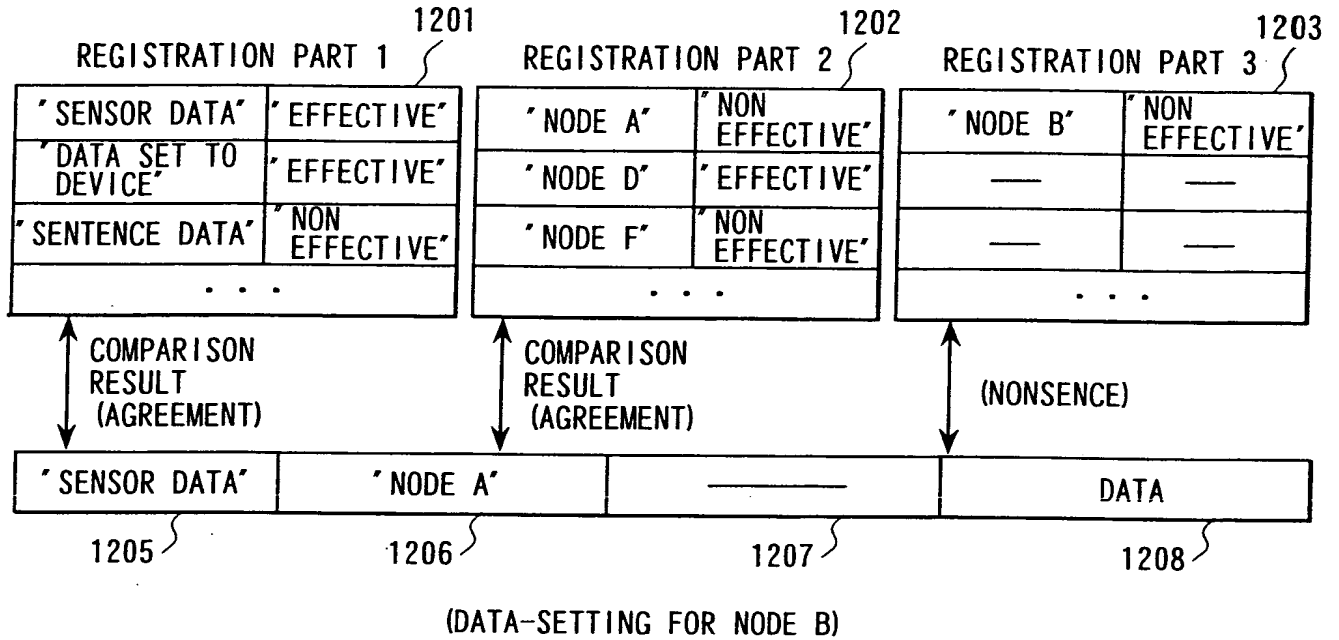 1201 1202 1203
REGISTRATION PART 1 REGISTRATION PART 2 REGISTRATION PART 3
"SENSOR DATA" "EFFECTIVE" "NODE A" "NON EFFECTIVE" "NODE B" "NON EFFECTIVE"
"DATA SET TO DEVICE" "EFFECTIVE" "NODE D" "EFFECTIVE" — —
"SENTENCE DATA" "NON EFFECTIVE" "NODE F" "NON EFFECTIVE" — —
... ... ...
COMPARISON COMPARISON
RESULT RESULT (NONSENCE)
(AGREEMENT) (AGREEMENT)
"SENSOR DATA" "NODE A" — DATA
1205 1206 1207 1208
(DATA-SETTING FOR NODE B)